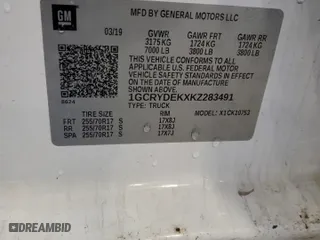 GM
MFD BY GENERAL MOTORS LLC
03/19
GVWR GAWR FRT GAWR RR
3175 KG 1724 KG 1724 KG
7000 LB 3800 LB 3800 LB
THIS VEHICLE CONFORMS TO ALL APPLICABLE
U.S. FEDERAL MOTOR VEHICLE SAFETY
STANDARDS IN EFFECT ON THE DATE OF
MANUFACTURE SHOWN ABOVE.
1GCRYDEKXKZ283491
TYPE: TRUCK
MODEL: X1CK10753
TIRE SIZE RIM
FRT 255/70R17 S 17X8J
RR 255/70R17 S 17X8J
SPA 255/70R17 S 17X7J